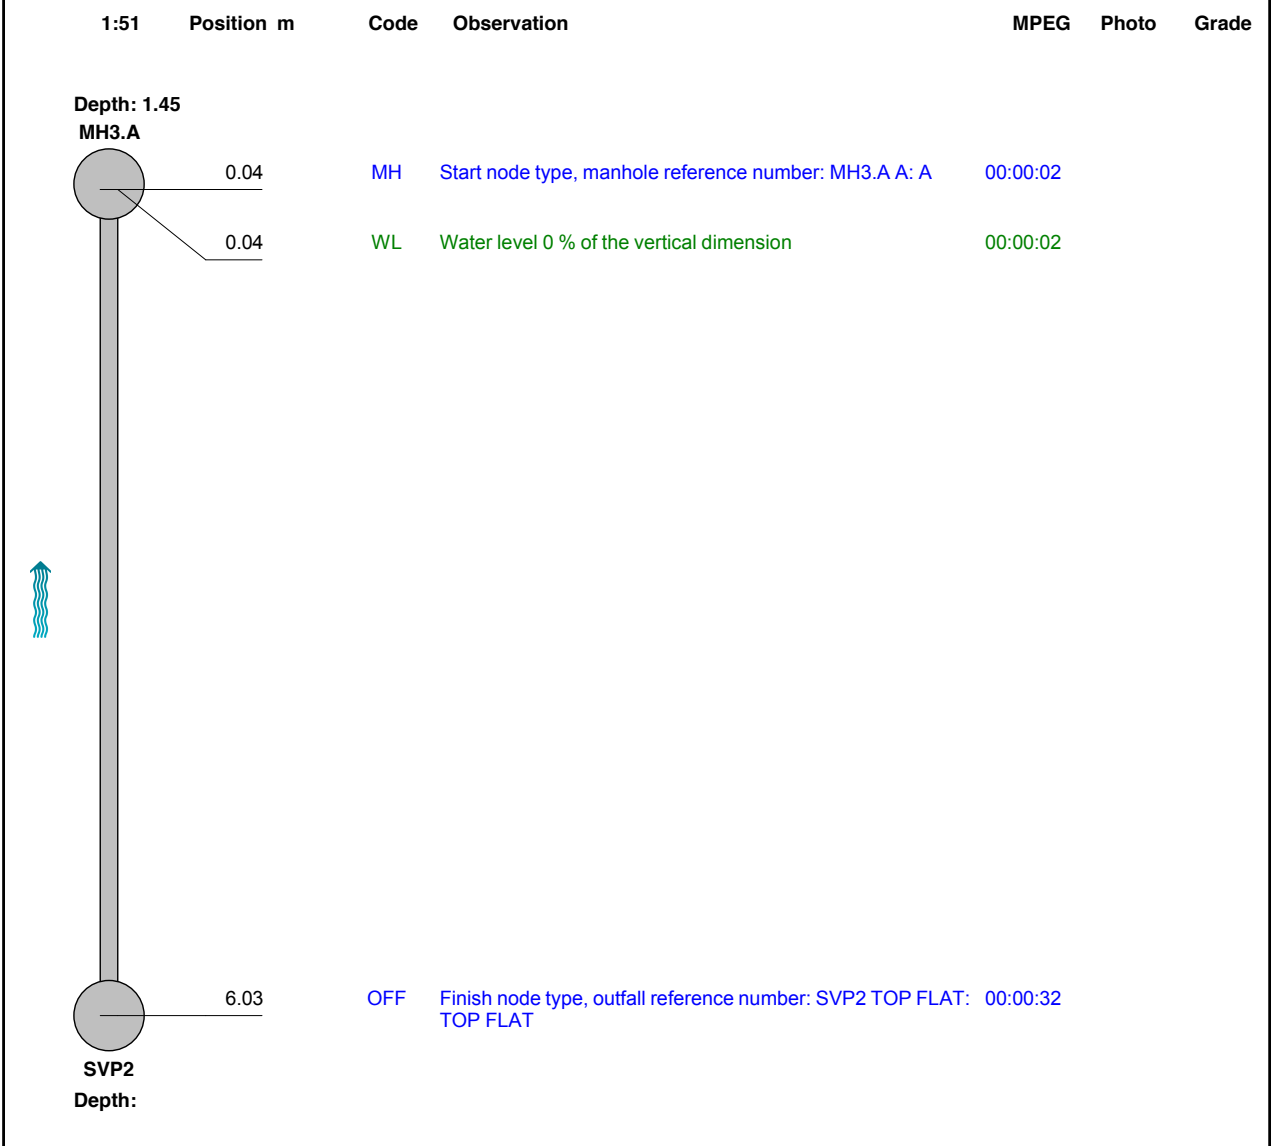 1:51 Position m Code Observation MPEG Photo Grade
Depth: 1.45
MH3.A
0.04 MH Start node type, manhole reference number: MH3.A A: A 00:00:02
0.04 WL Water level 0 % of the vertical dimension 00:00:02
6.03 OFF Finish node type, outfall reference number: SVP2 TOP FLAT: 00:00:32
TOP FLAT
SVP2
Depth: